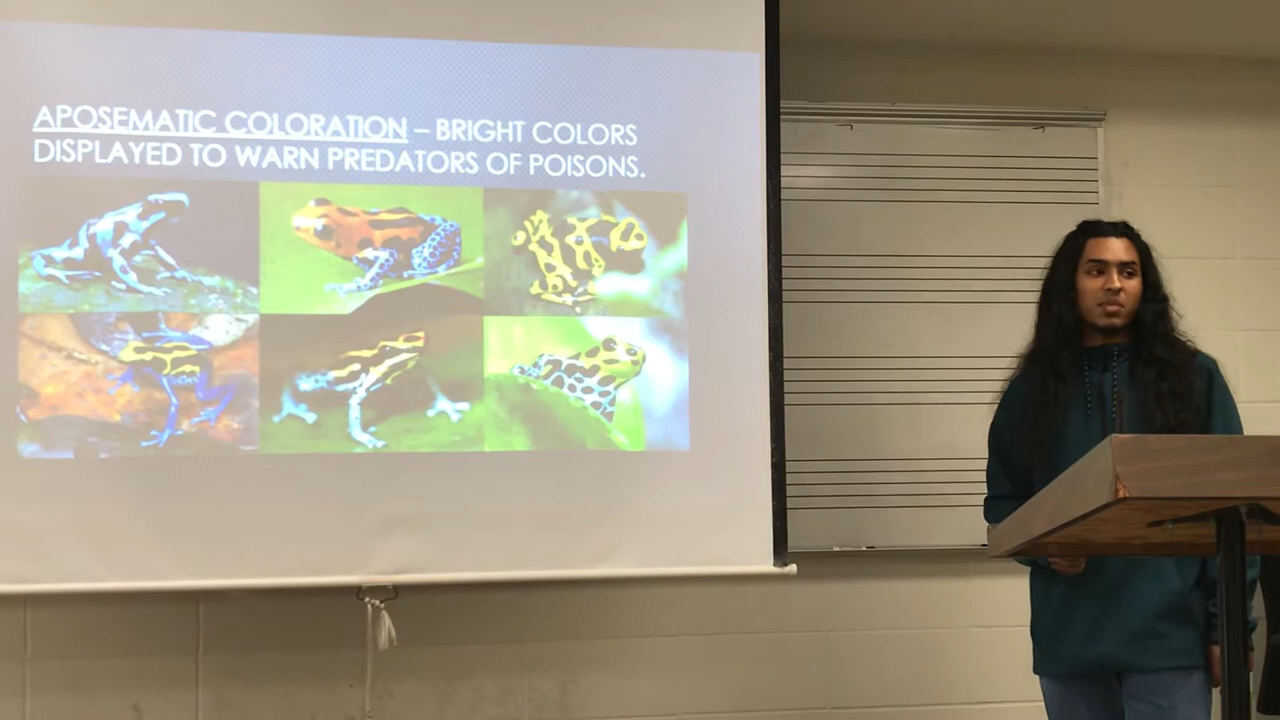 APOSEMATIC COLORATION – BRIGHT COLORS
DISPLAYED TO WARN PREDATORS OF POISONS.